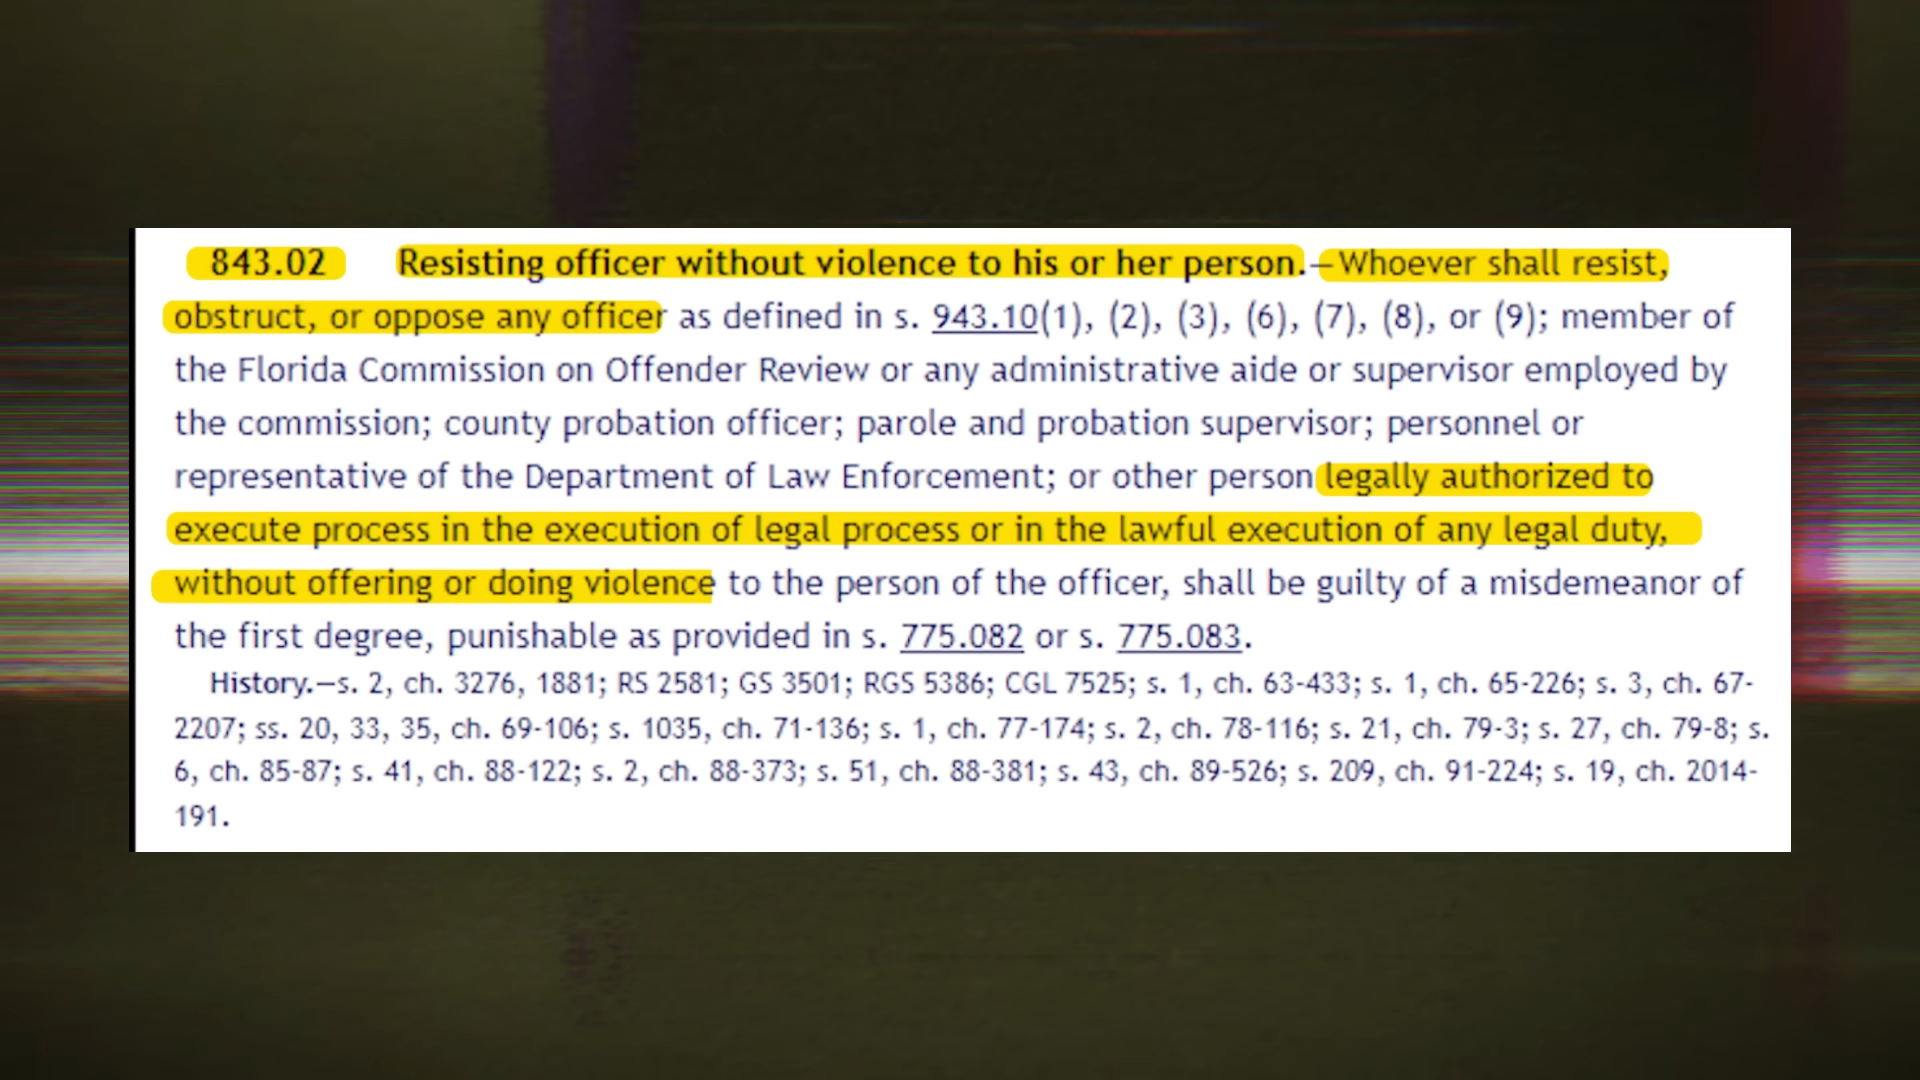 843.02 Resisting officer without violence to his or her person.—Whoever shall resist,
obstruct, or oppose any officer as defined in s. 943.10(1), (2), (3), (6), (7), (8), or (9); member of
the Florida Commission on Offender Review or any administrative aide or supervisor employed by
the commission; county probation officer; parole and probation supervisor; personnel or
representative of the Department of Law Enforcement; or other person legally authorized to
execute process in the execution of legal process or in the lawful execution of any legal duty,
without offering or doing violence to the person of the officer, shall be guilty of a misdemeanor of
the first degree, punishable as provided in s. 775.082 or s. 775.083.
History.—s. 2, ch. 3276, 1881; RS 2581; GS 3501; RGS 5386; CGL 7525; s. 1, ch. 63-433; s. 1, ch. 65-226; s. 3, ch. 67-
2207; ss. 20, 33, 35, ch. 69-106; s. 1035, ch. 71-136; s. 1, ch. 77-174; s. 2, ch. 78-116; s. 21, ch. 79-3; s. 27, ch. 79-8; s.
6, ch. 85-87; s. 41, ch. 88-122; s. 2, ch. 88-373; s. 51, ch. 88-381; s. 43, ch. 89-526; s. 209, ch. 91-224; s. 19, ch. 2014-
191.